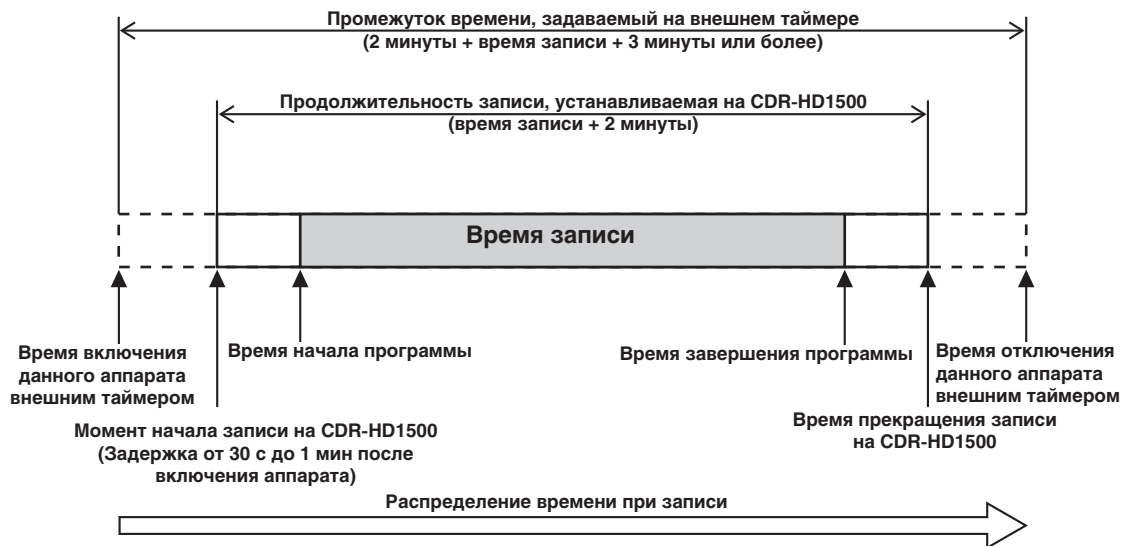 Промежуток времени, задаваемый на внешнем таймере
(2 минуты + время записи + 3 минуты или более)
Продолжительность записи, устанавливаемая на CDR-HD1500
(время записи + 2 минуты)
Время записи
Время включения
данного аппарата
внешним таймером
Время начала программы
Время завершения программы
Время отключения
данного аппарата
внешним таймером
Момент начала записи на CDR-HD1500
(Задержка от 30 с до 1 мин после
включения аппарата)
Время прекращения записи
на CDR-HD1500
Распределение времени при записи